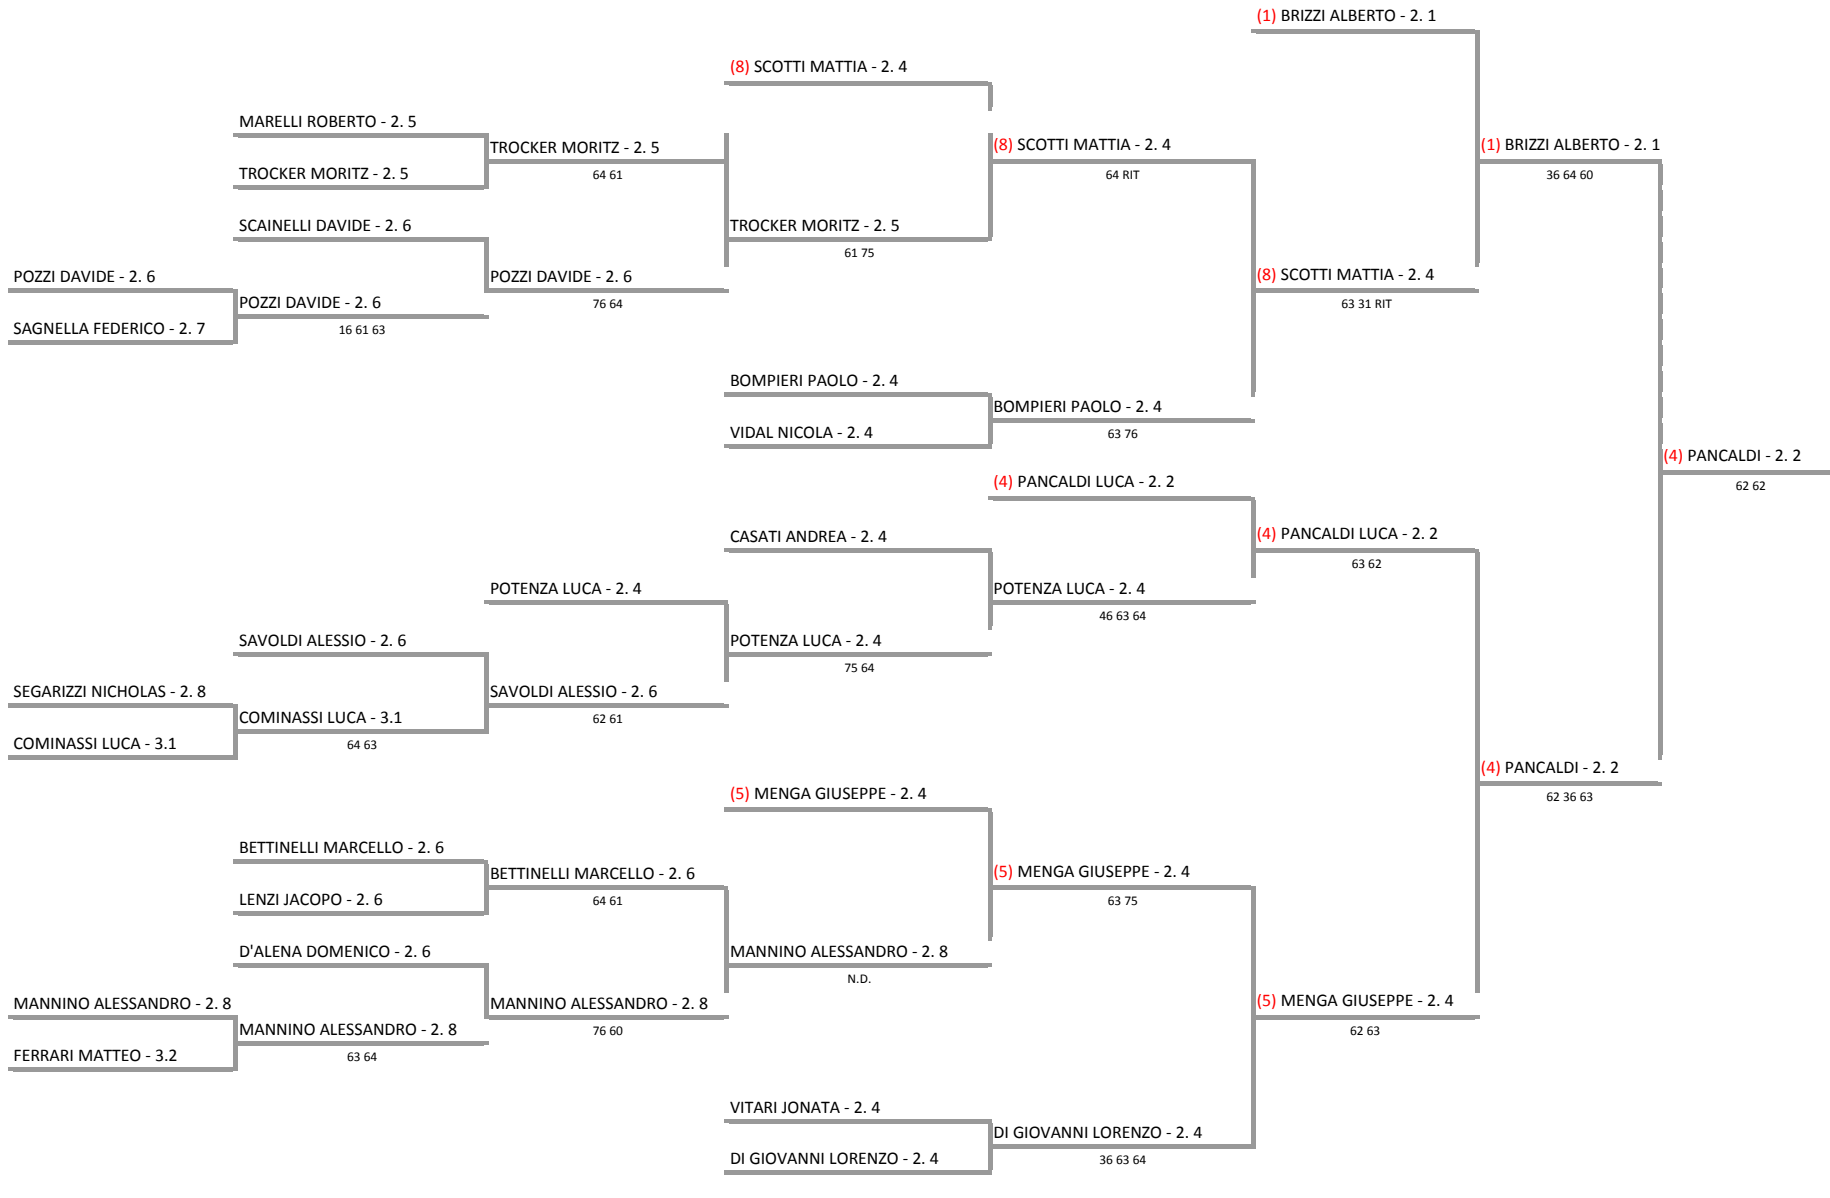 (1) BRIZZI ALBERTO - 2. 1
(8) SCOTTI MATTIA - 2. 4
MARELLI ROBERTO - 2. 5
TROCKER MORITZ - 2. 5
64 61
(8) SCOTTI MATTIA - 2. 4
64 RIT
(1) BRIZZI ALBERTO - 2. 1
36 64 60
TROCKER MORITZ - 2. 5
SCAINELLI DAVIDE - 2. 6
TROCKER MORITZ - 2. 5
61 75
POZZI DAVIDE - 2. 6
POZZI DAVIDE - 2. 6
76 64
(8) SCOTTI MATTIA - 2. 4
63 31 RIT
POZZI DAVIDE - 2. 6
16 61 63
SAGNELLA FEDERICO - 2. 7
BOMPIERI PAOLO - 2. 4
BOMPIERI PAOLO - 2. 4
63 76
VIDAL NICOLA - 2. 4
(4) PANCALDI - 2. 2
62 62
(4) PANCALDI LUCA - 2. 2
CASATI ANDREA - 2. 4
(4) PANCALDI LUCA - 2. 2
63 62
POTENZA LUCA - 2. 4
POTENZA LUCA - 2. 4
46 63 64
SAVOLDI ALESSIO - 2. 6
POTENZA LUCA - 2. 4
75 64
SEGARIZZI NICHOLAS - 2. 8
SAVOLDI ALESSIO - 2. 6
62 61
COMINASSI LUCA - 3.1
64 63
COMINASSI LUCA - 3.1
(4) PANCALDI - 2. 2
62 36 63
(5) MENGA GIUSEPPE - 2. 4
BETTINELLI MARCELLO - 2. 6
BETTINELLI MARCELLO - 2. 6
64 61
(5) MENGA GIUSEPPE - 2. 4
63 75
LENZI JACOPO - 2. 6
D'ALENA DOMENICO - 2. 6
MANNINO ALESSANDRO - 2. 8
N.D.
MANNINO ALESSANDRO - 2. 8
MANNINO ALESSANDRO - 2. 8
76 60
(5) MENGA GIUSEPPE - 2. 4
62 63
MANNINO ALESSANDRO - 2. 8
63 64
FERRARI MATTEO - 3.2
VITARI JONATA - 2. 4
DI GIOVANNI LORENZO - 2. 4
36 63 64
DI GIOVANNI LORENZO - 2. 4